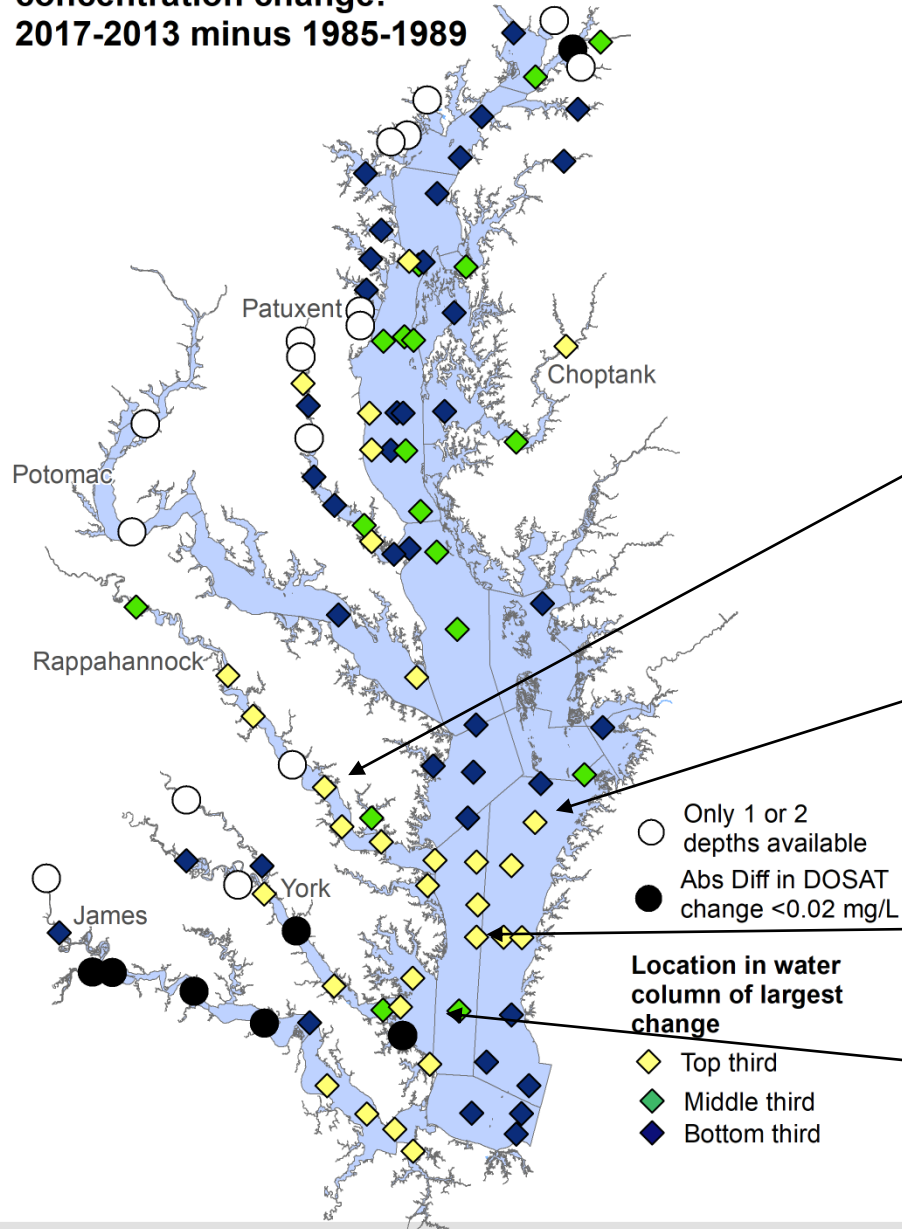 concentration change:
2017-2013 minus 1985-1989
Patuxent
Choptank
Potomac
Rappahannock
York
James
Only 1 or 2
depths available
Abs Diff in DOSAT
change <0.02 mg/L
Location in water
column of largest
change
Top third
Middle third
Bottom third